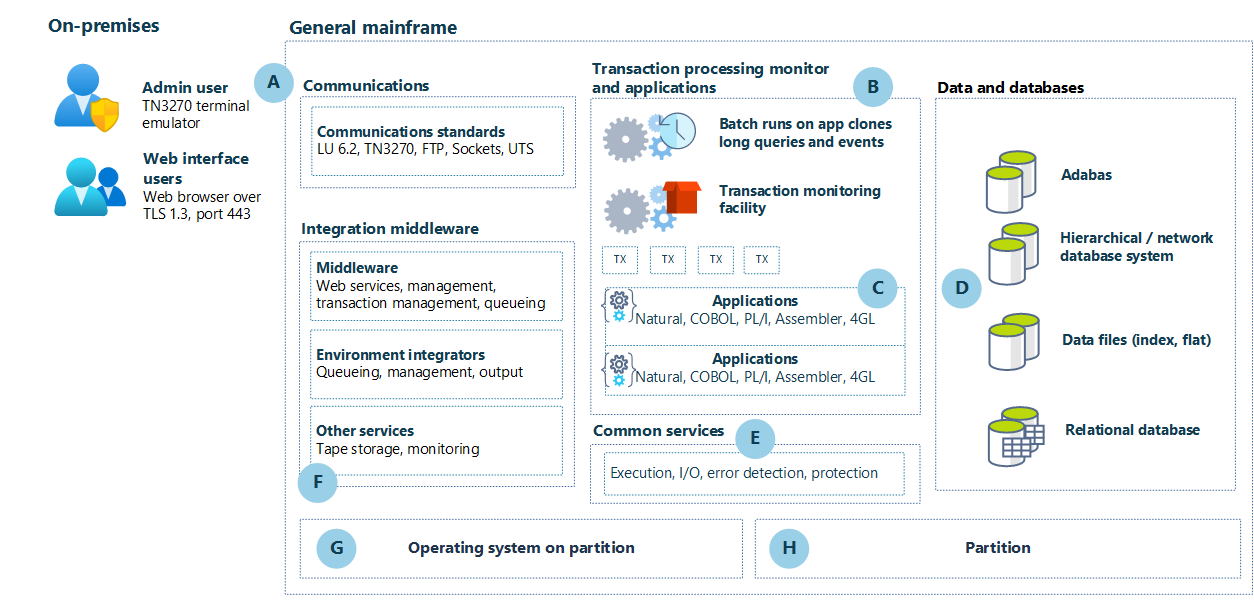 On-premises
Admin user
TN3270 terminal
emulator
Web interface
users
Web browser over
TLS 1.3, port 443
General mainframe
A
Communications
Communications standards
LU 6.2, TN3270, FTP, Sockets, UTS
Integration middleware
Middleware
Web services, management,
transaction management, queueing
Environment integrators
Queueing, management, output
Other services
Tape storage, monitoring
F
Transaction processing monitor
and applications
B
Batch runs on app clones
long queries and events
Transaction monitoring
facility
TX TX TX TX
C
Applications
Natural, COBOL, PL/I, Assembler, 4GL
Applications
Natural, COBOL, PL/I, Assembler, 4GL
Common services
E
Execution, I/O, error detection, protection
Data and databases
D
Adabas
Hierarchical / network
database system
Data files (index, flat)
Relational database
G
Operating system on partition
H
Partition